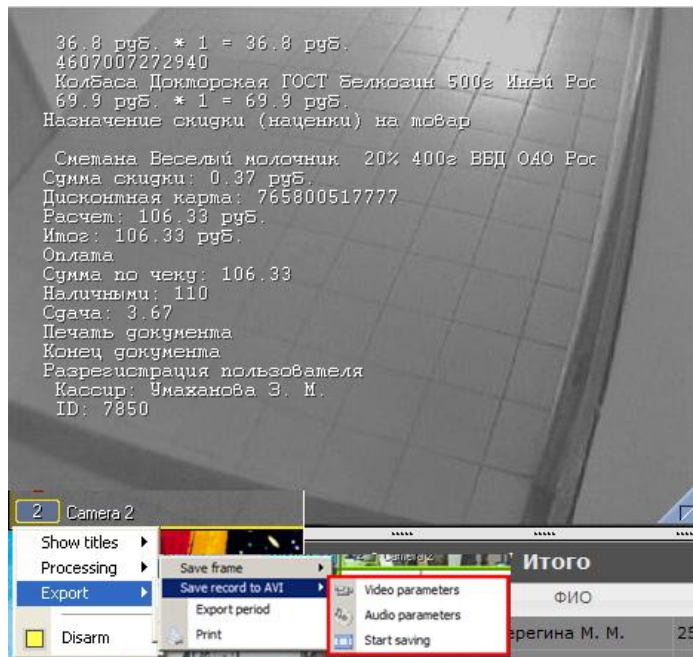 36.8 руб. * 1 = 36.8 руб.
4607007272940
Колбаса Докторская ГОСТ Белкозин 500г Иней Рос
69.9 руб. * 1 = 69.9 руб.
Назначение скидки (наценки) на товар
Сметана Веселый молочник 20% 400г ВБД ОАО Рос
Сумма скидки: 0.37 руб.
Дисконтная карта: 765800517777
Расчет: 106.33 руб.
Итог: 106.33 руб.
Оплата
Сумма по чеку: 106.33
Наличными: 110
Сдача: 3.67
Печать документа
Конец документа
Разрегистрация пользователя
Кассир: Умаханова З. М.
ID: 7850
2 Camera 2
Show titles
Processing
Export
Disarm
Save frame
Save record to AVI
Export period
Print
Video parameters
Audio parameters
Start saving
2 Camera 2
Итого
ФИО
ерегина М. М. 25